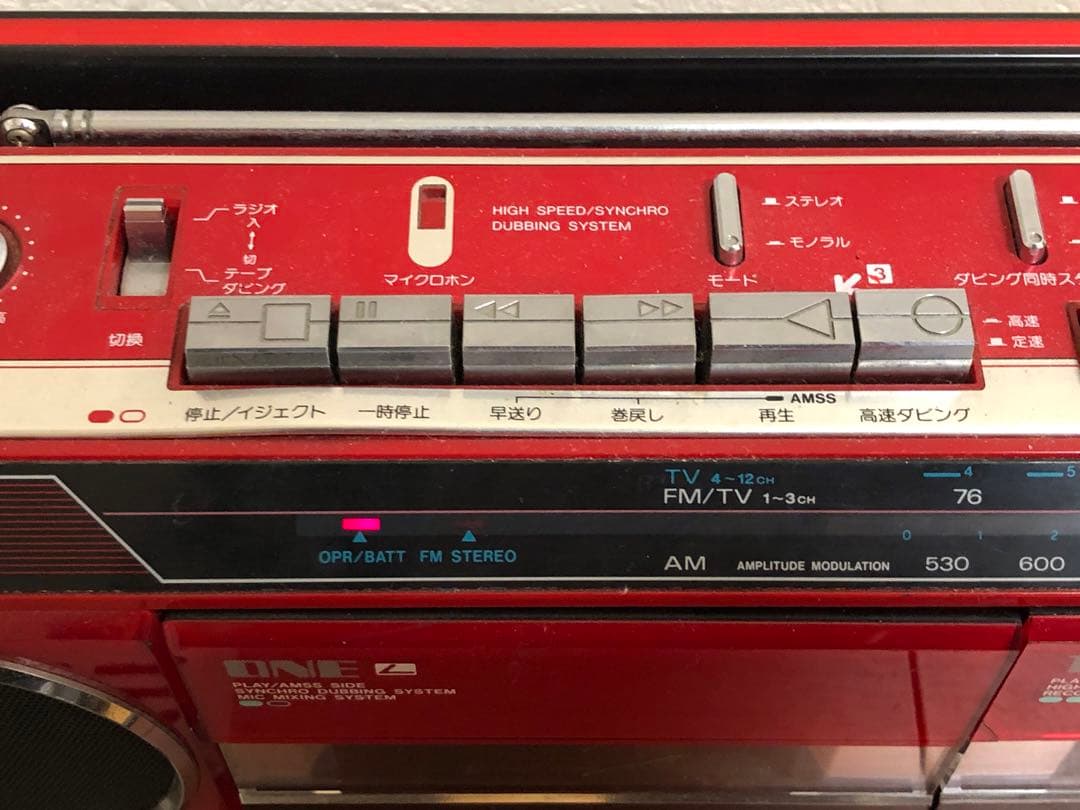 ラジオ
入
切
テープ
ダビング
切換
マイクロホン
HIGH SPEED/SYNCHRO
DUBBING SYSTEM
ステレオ
モノラル
モード
3
ダビング同時ス
高速
定速
高
停止/イジェクト
一時停止
早送り
巻戻し
再生
AMSS
高速ダビング
TV 4~12CH
4
5
FM/TV 1~3CH
76
0
1
2
OPR/BATT
FM STEREO
AM
AMPLITUDE MODULATION
530
600
ONE
PLAY/AMSS SIDE
SYNCHRO DUBBING SYSTEM
MIC MIXING SYSTEM
PLA
HIGH
RECO